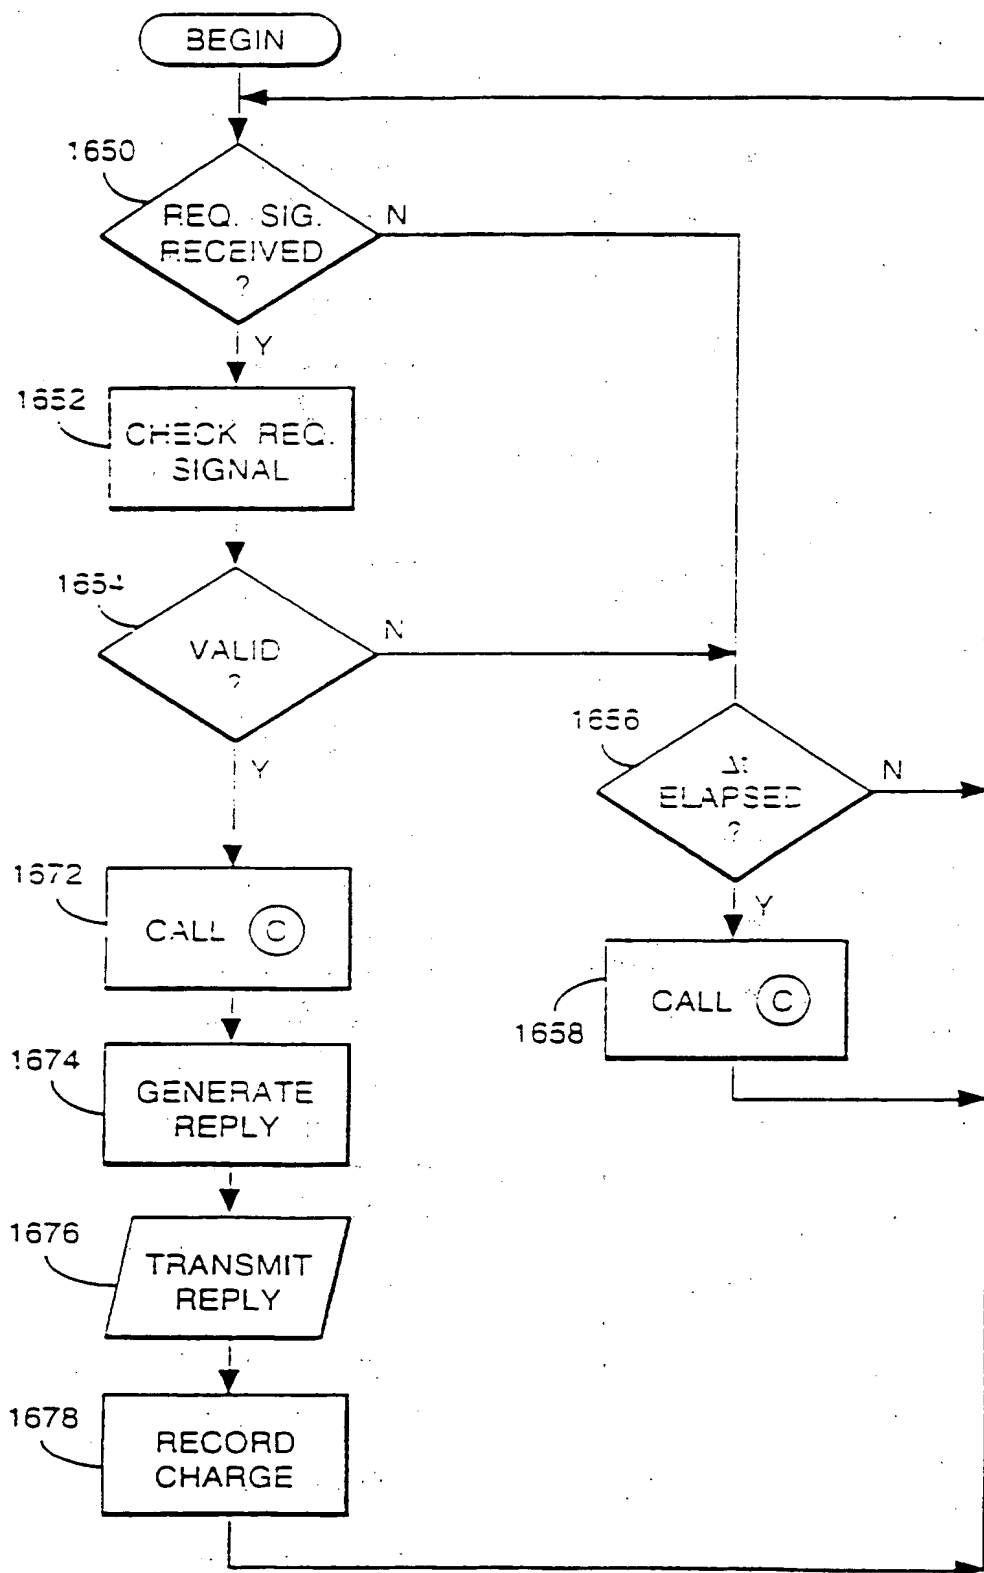 BEGIN
1650
REQ. SIG.
RECEIVED
?
N
Y
1652
CHECK REQ.
SIGNAL
1654
VALID
?
N
Y
1656
Δt
ELAPSED
?
N
Y
1672
CALL C
1658
CALL C
1674
GENERATE
REPLY
1676
TRANSMIT
REPLY
1678
RECORD
CHARGE